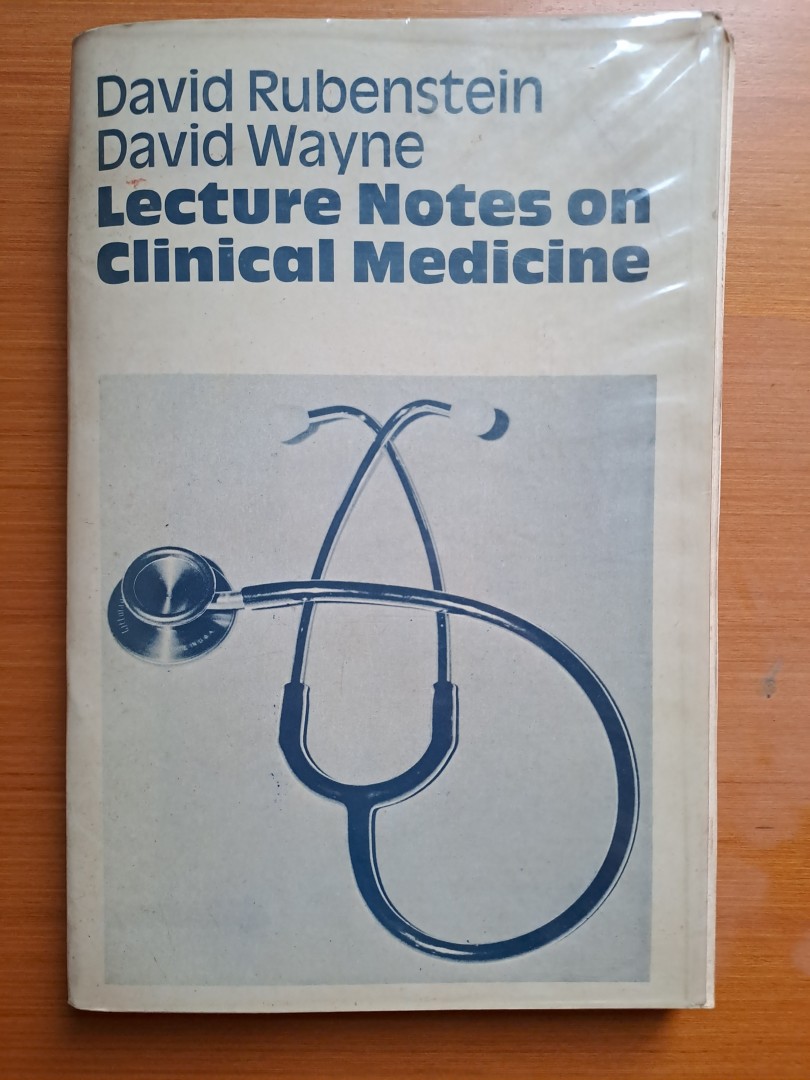 David Rubenstein
David Wayne
Lecture Notes on
Clinical Medicine